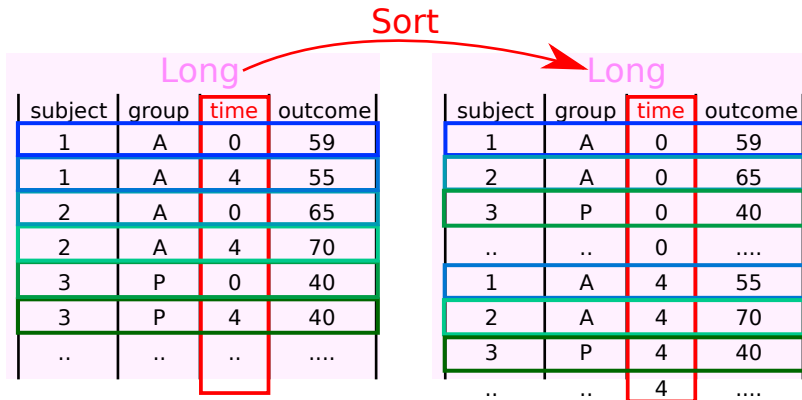 Sort
Long
subject group time outcome
1 A 0 59
1 A 4 55
2 A 0 65
2 A 4 70
3 P 0 40
3 P 4 40
.. .. .. ....
Long
subject group time outcome
1 A 0 59
2 A 0 65
3 P 0 40
.. .. 0 ....
1 A 4 55
2 A 4 70
3 P 4 40
.. .. 4 ....